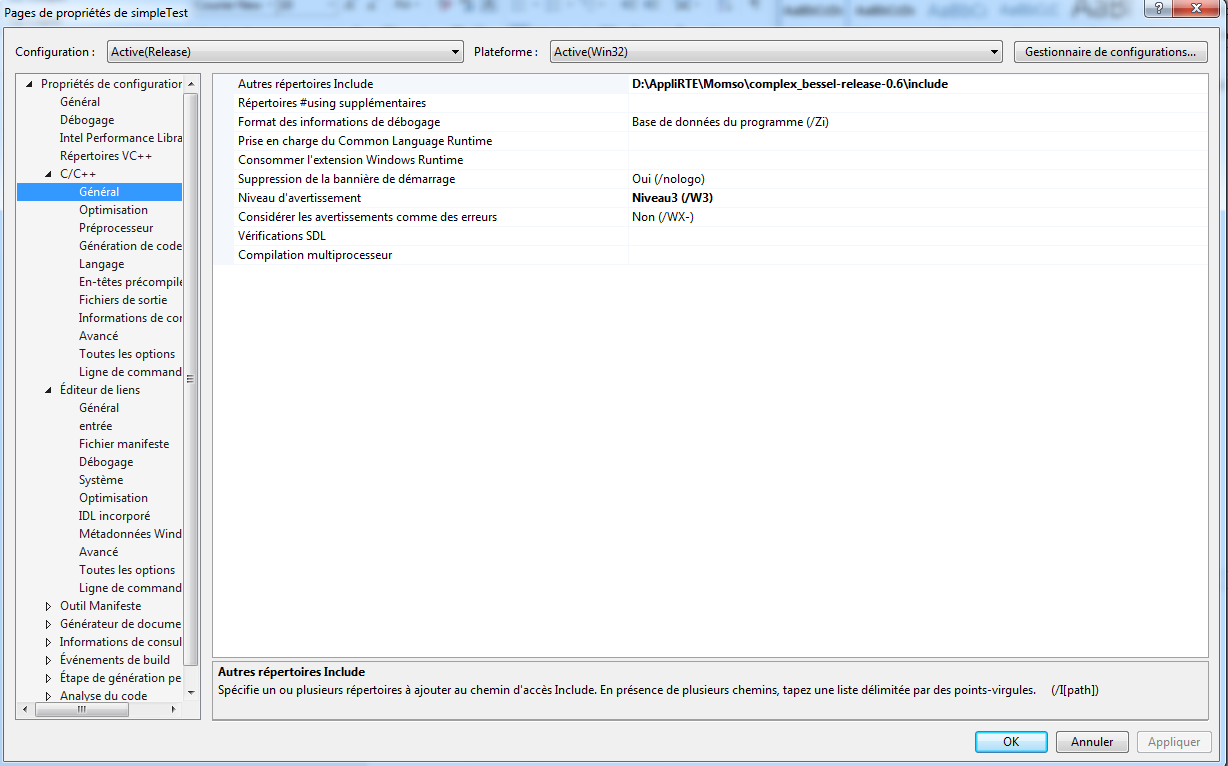 Pages de propriétés de simpleTest
Configuration : Active(Release) Plateforme : Active(Win32) Gestionnaire de configurations...
Propriétés de configuration
Général
Débogage
Intel Performance Libra
Répertoires VC++
C/C++
Général
Optimisation
Préprocesseur
Génération de code
Langage
En-têtes précompile
Fichiers de sortie
Informations de cor
Avancé
Toutes les options
Ligne de command
Éditeur de liens
Général
entrée
Fichier manifeste
Débogage
Système
Optimisation
IDL incorporé
Métadonnées Wind
Avancé
Toutes les options
Ligne de command
Outil Manifeste
Générateur de docume
Informations de consul
Événements de build
Étape de génération pe
Analyse du code
Autres répertoires Include D:\AppliRTE\Momso\complex_bessel-release-0.6\include
Répertoires #using supplémentaires
Format des informations de débogage Base de données du programme (/Zi)
Prise en charge du Common Language Runtime
Consommer l'extension Windows Runtime
Suppression de la bannière de démarrage Oui (/nologo)
Niveau d'avertissement Niveau3 (/W3)
Considérer les avertissements comme des erreurs Non (/WX-)
Vérifications SDL
Compilation multiprocesseur
Autres répertoires Include
Spécifie un ou plusieurs répertoires à ajouter au chemin d'accès Include. En présence de plusieurs chemins, tapez une liste délimitée par des points-virgules. (/I[path])
OK Annuler Appliquer